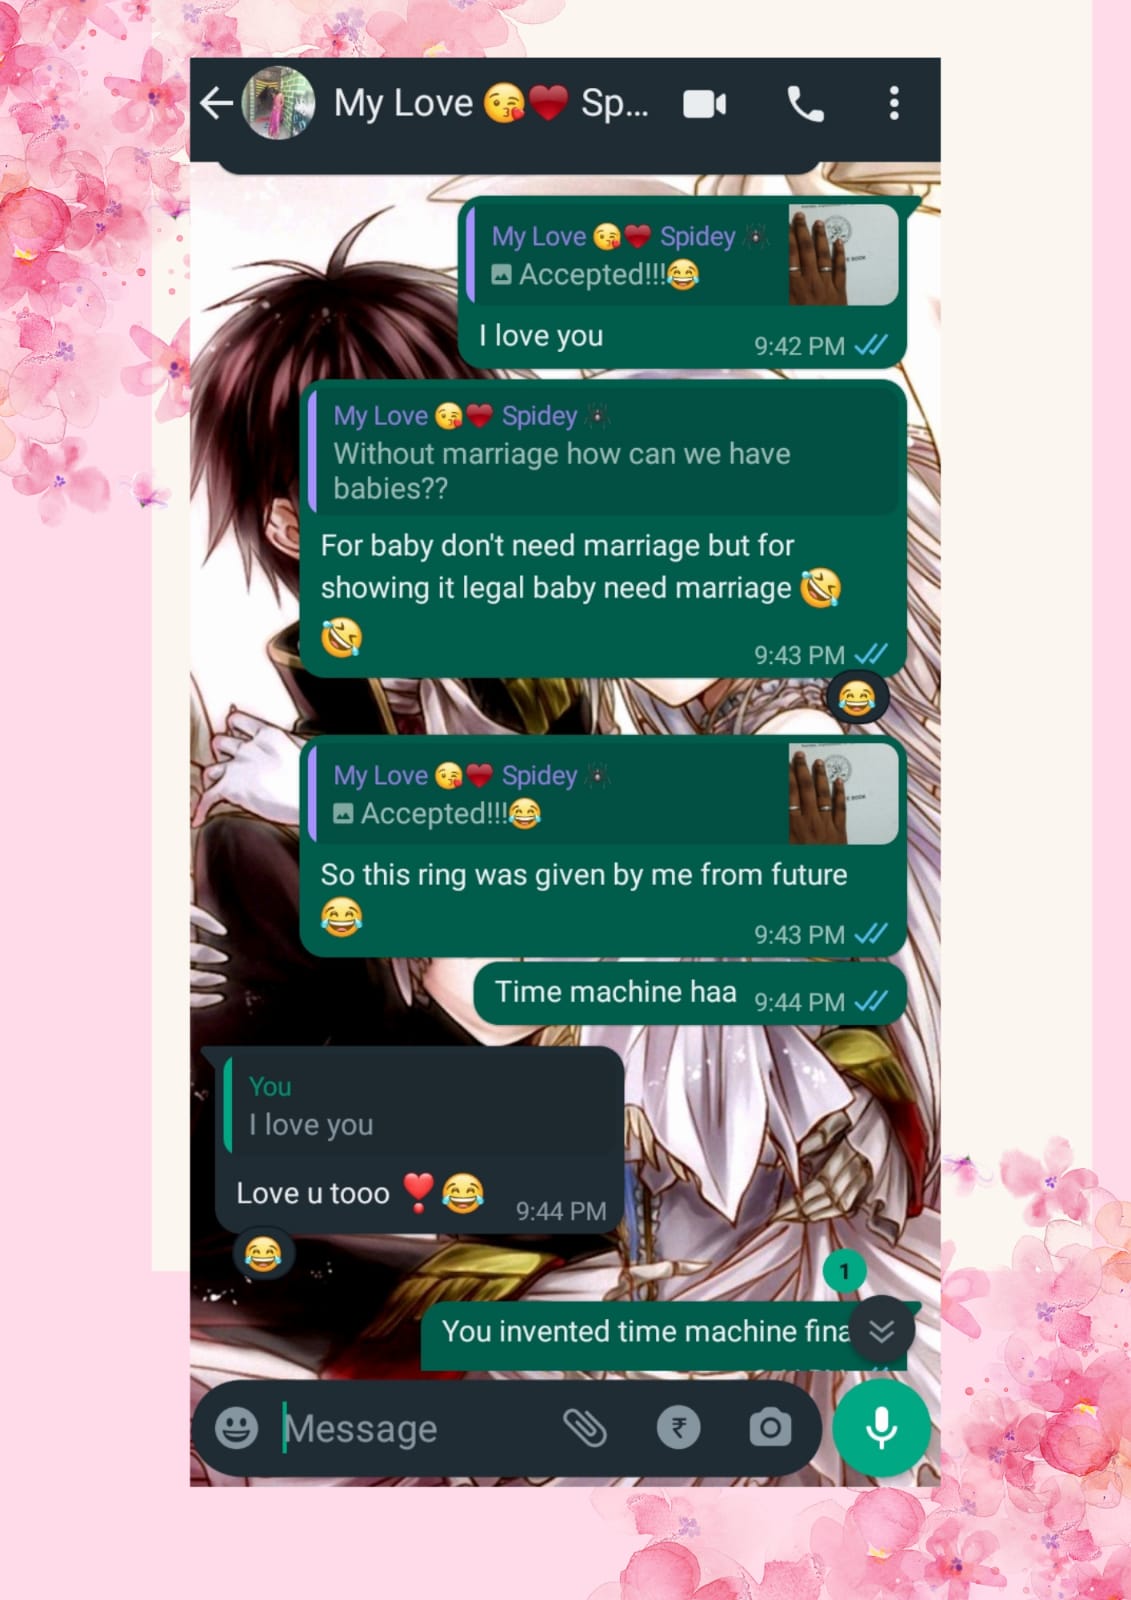 My Love 😘❤️ Sp...
My Love 😘❤️ Spidey 🕷️
Accepted!!!😂
I love you
9:42 PM
My Love 😘❤️ Spidey 🕷️
Without marriage how can we have
babies??
For baby don't need marriage but for
showing it legal baby need marriage 🤣
🤣
9:43 PM
😂
My Love 😘❤️ Spidey 🕷️
Accepted!!!😂
So this ring was given by me from future
😂
9:43 PM
Time machine haa 9:44 PM
You
I love you
Love u tooo ❣️😂 9:44 PM
😂
1
You invented time machine fina
Message
₹